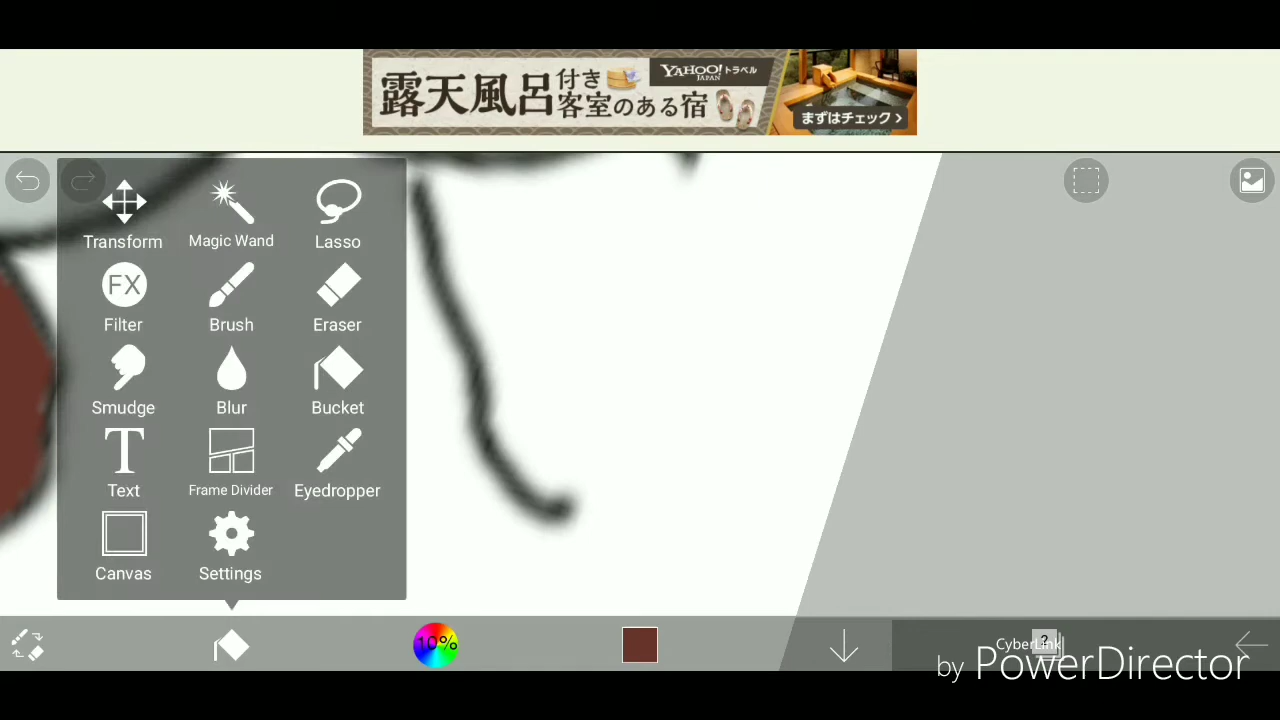 露天風呂付き客室のある宿
YAHOO! JAPAN トラベル
まずはチェック >
Transform
Magic Wand
Lasso
FX
Filter
Brush
Eraser
Smudge
Blur
Bucket
T
Text
Frame Divider
Eyedropper
Canvas
Settings
10%
?
CyberLink
by PowerDirector